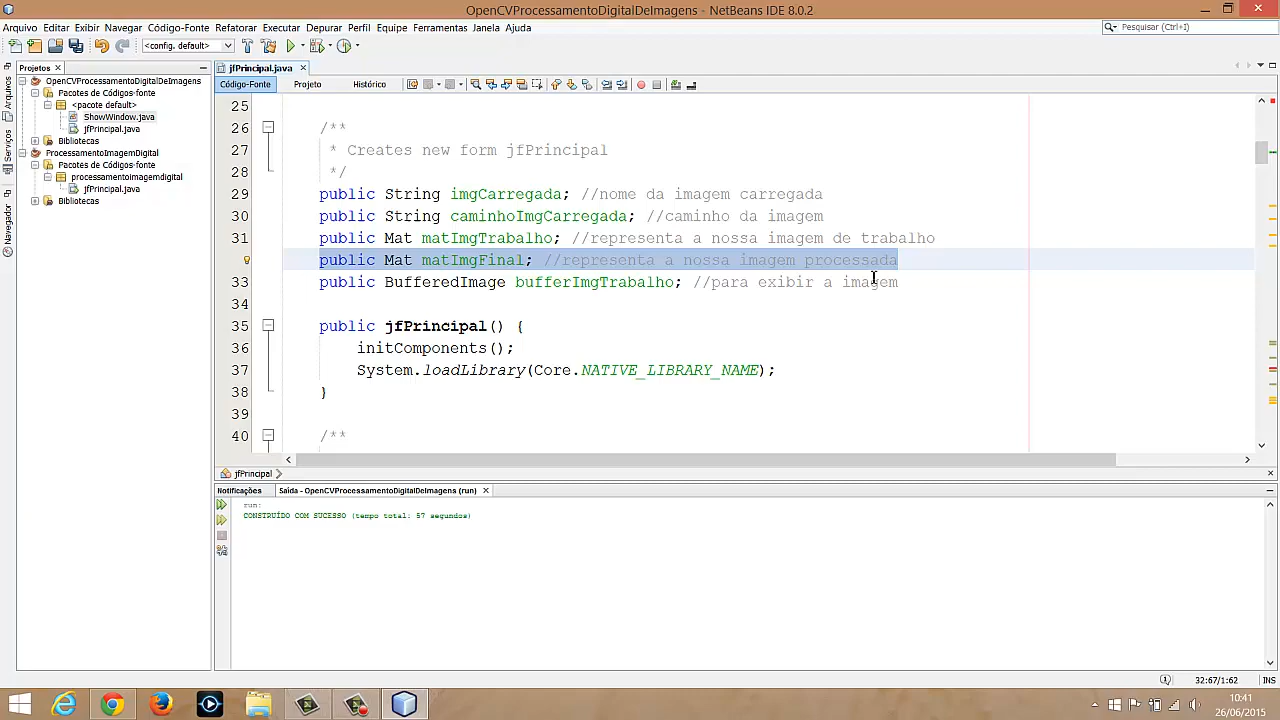 OpenCVProcessamentoDigitalDeImagens - NetBeans IDE 8.0.2
Arquivo Editar Exibir Navegar Código-Fonte Refatorar Executar Depurar Perfil Equipe Ferramentas Janela Ajuda
Pesquisar (Ctrl+I)
<config. default>
Projetos
jfPrincipal.java
Código-Fonte Projeto Histórico
Arquivos
Serviços
Navegador
OpenCVProcessamentoDigitalDeImagens
Pacotes de Códigos-fonte
<pacote default>
ShowWindow.java
jfPrincipal.java
Bibliotecas
ProcessamentoImagemDigital
Pacotes de Códigos-fonte
processamentoimagemdigital
jfPrincipal.java
Bibliotecas
25
26 /**
27 * Creates new form jfPrincipal
28 */
29 public String imgCarregada; //nome da imagem carregada
30 public String caminhoImgCarregada; //caminho da imagem
31 public Mat matImgTrabalho; //representa a nossa imagem de trabalho
public Mat matImgFinal; //representa a nossa imagem processada
33 public BufferedImage bufferImgTrabalho; //para exibir a imagem
34
35 public jfPrincipal() {
36 initComponents();
37 System.loadLibrary(Core.NATIVE_LIBRARY_NAME);
38 }
39
40 /**
jfPrincipal
Notificações Saída - OpenCVProcessamentoDigitalDeImagens (run)
run:
CONSTRUÍDO COM SUCESSO (tempo total: 57 segundos)
32:67/1:62 INS
10:41
26/06/2015